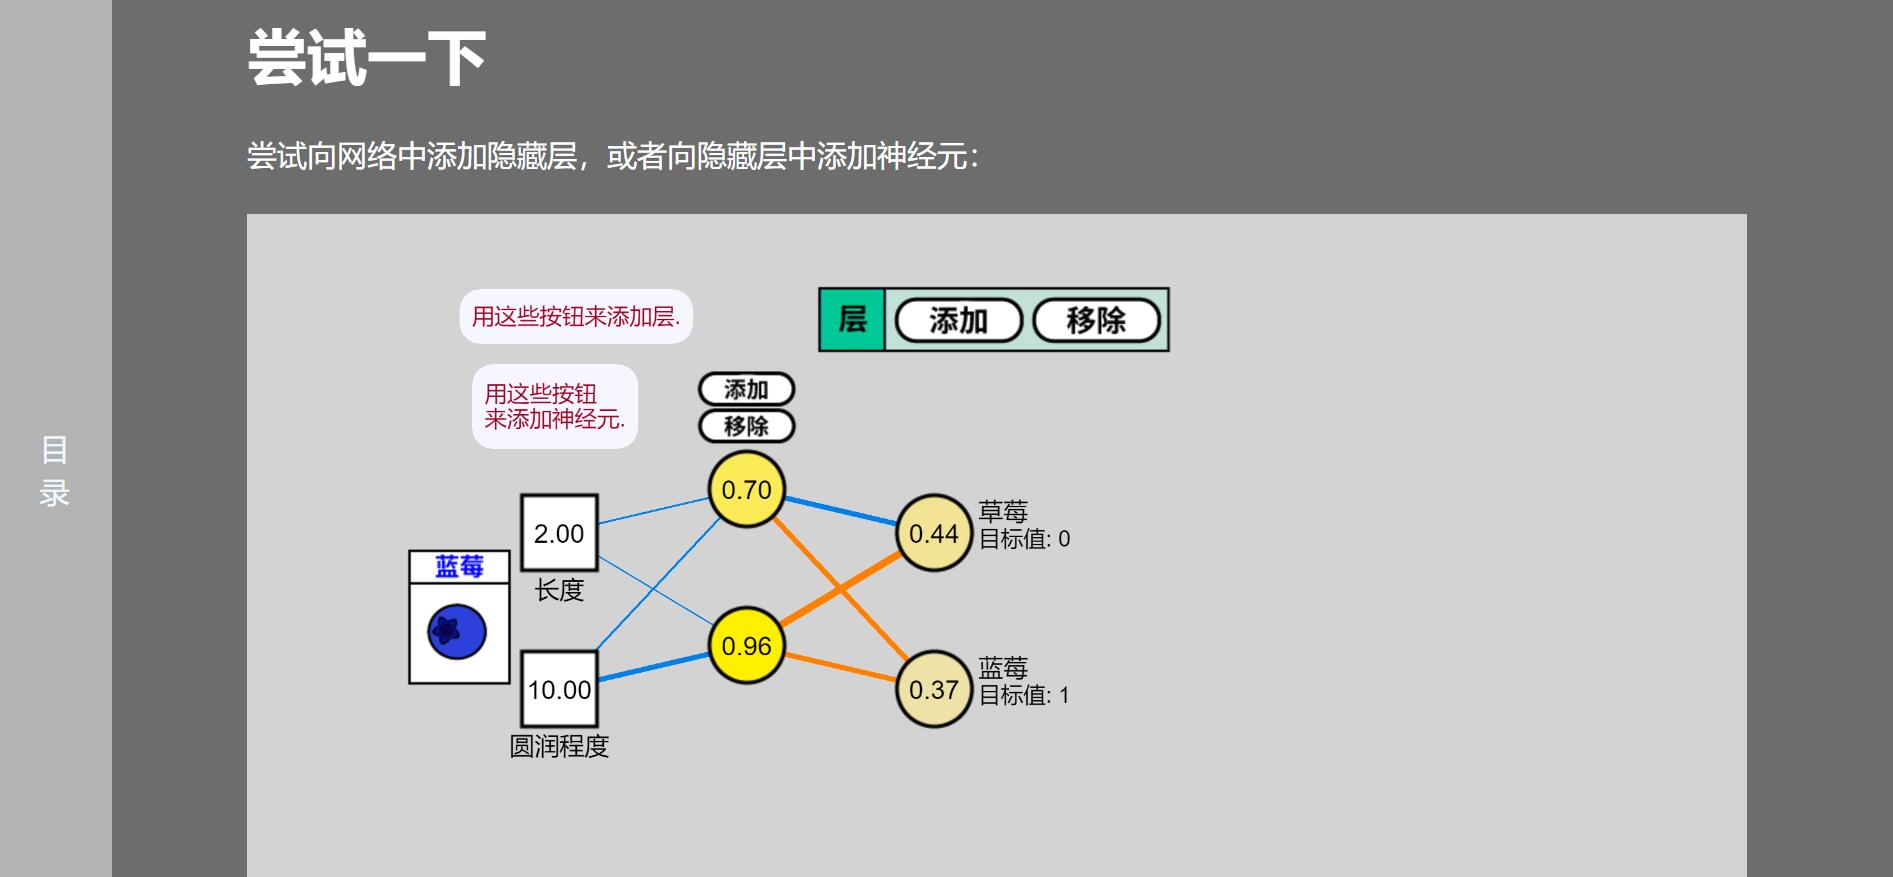 尝试一下
尝试向网络中添加隐藏层，或者向隐藏层中添加神经元：
用这些按钮来添加层.
层
添加
移除
用这些按钮
来添加神经元.
添加
移除
0.70
2.00
长度
0.44
草莓
目标值: 0
蓝莓
0.96
10.00
圆润程度
0.37
蓝莓
目标值: 1
目
录